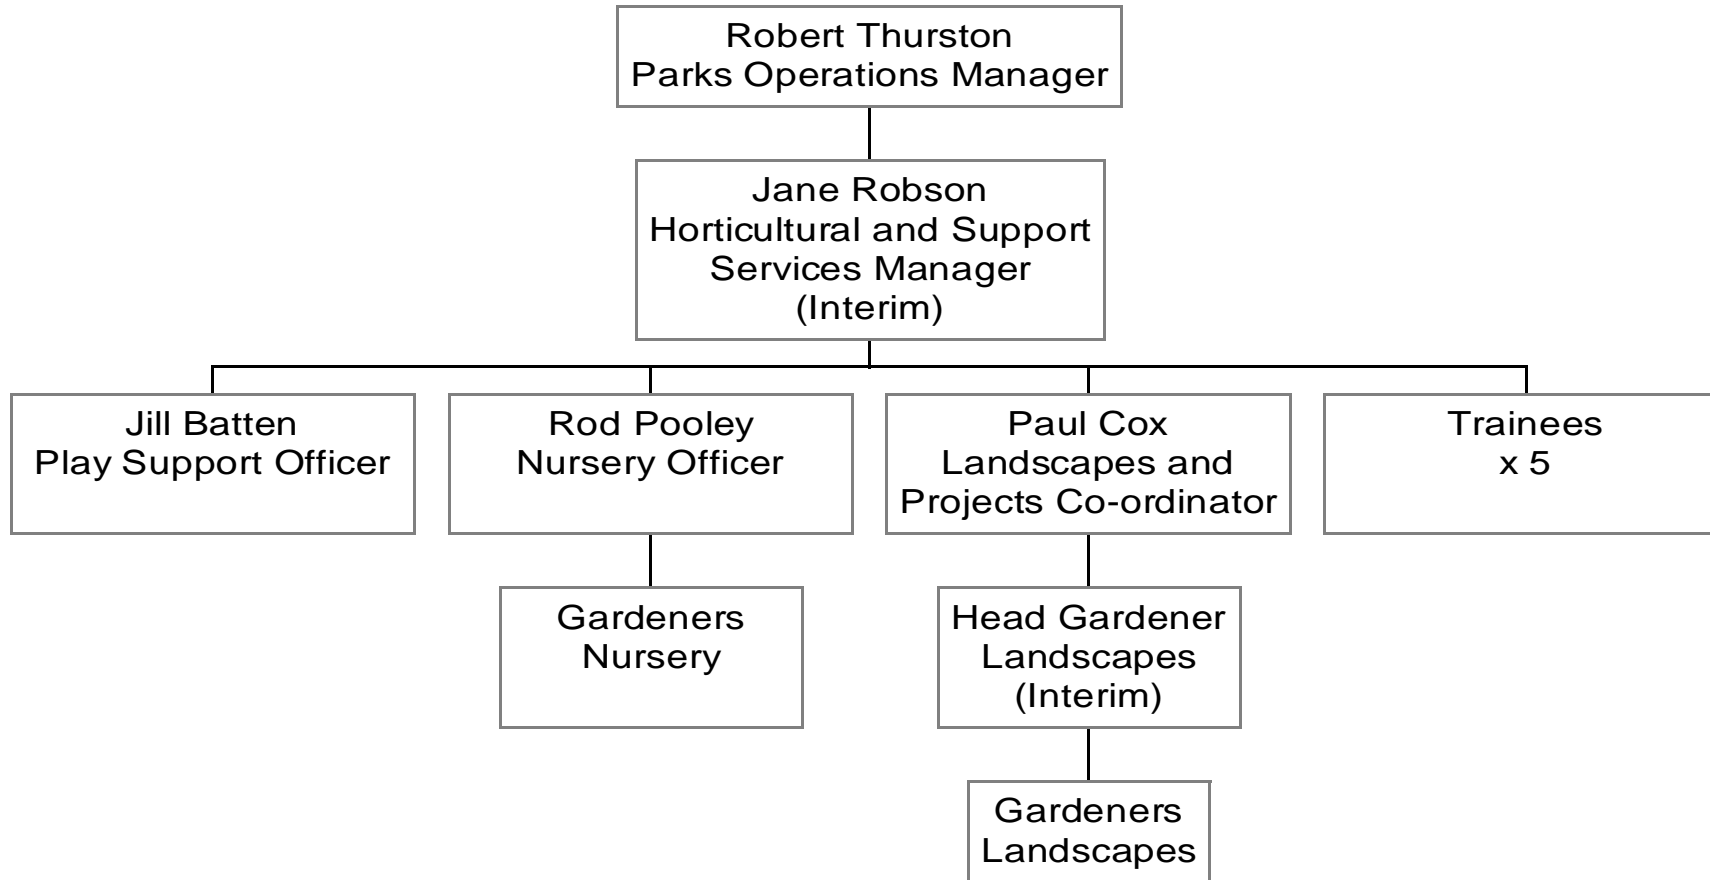 Robert Thurston
Parks Operations Manager
Jane Robson
Horticultural and Support
Services Manager
(Interim)
Jill Batten
Play Support Officer
Rod Pooley
Nursery Officer
Paul Cox
Landscapes and
Projects Co-ordinator
Trainees
x 5
Gardeners
Nursery
Head Gardener
Landscapes
(Interim)
Gardeners
Landscapes